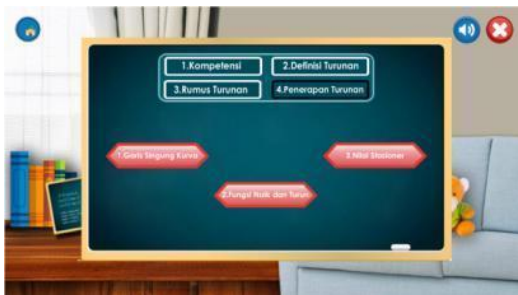 1.Kompetensi
2.Definisi Turunan
3.Rumus Turunan
4.Penerapan Turunan
1.Garis Singung Kurva
3.Nilai Stasioner
2.Fungsi Naik dan Turun